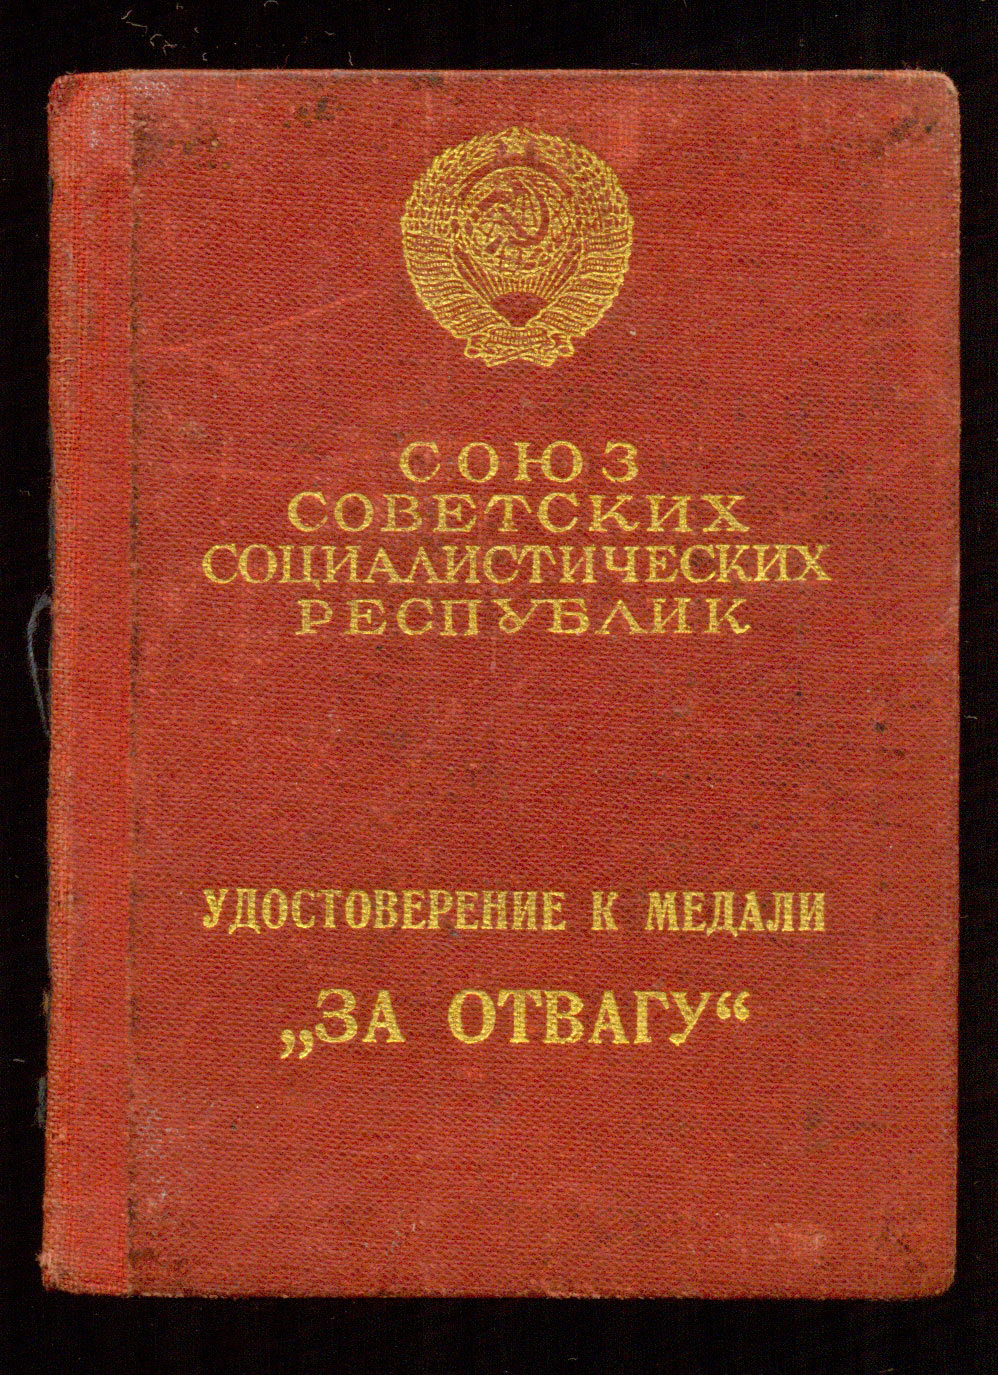 СОЮЗ
СОВЕТСКИХ
СОЦИАЛИСТИЧЕСКИХ
РЕСПУБЛИК
УДОСТОВЕРЕНИЕ К МЕДАЛИ
„ЗА ОТВАГУ“